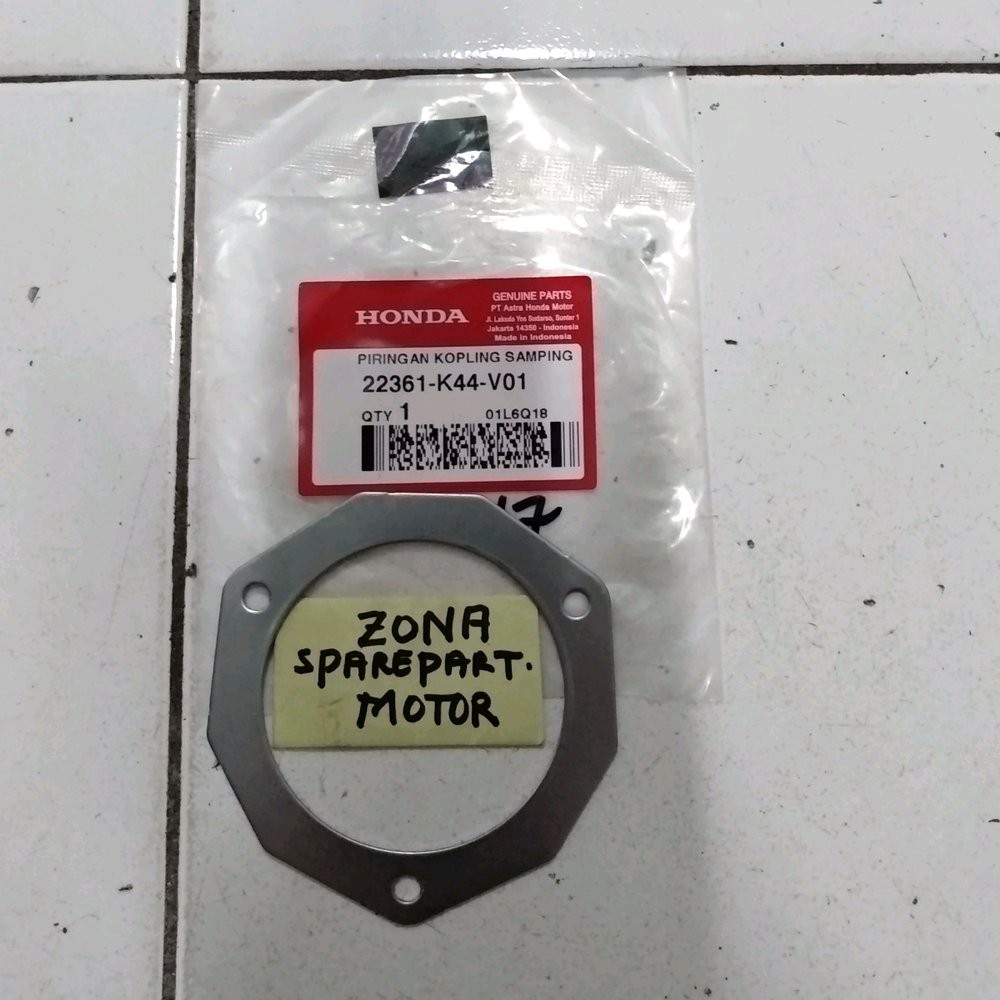 HONDA
GENUINE PARTS
PT Astra Honda Motor
Jl. Laksda Yos Sudarso, Sunter 1
Jakarta 14350 - Indonesia
Made in Indonesia
PIRINGAN KOPLING SAMPING
22361-K44-V01
QTY 1 01L6Q18
ZONA
SPAREPART.
MOTOR